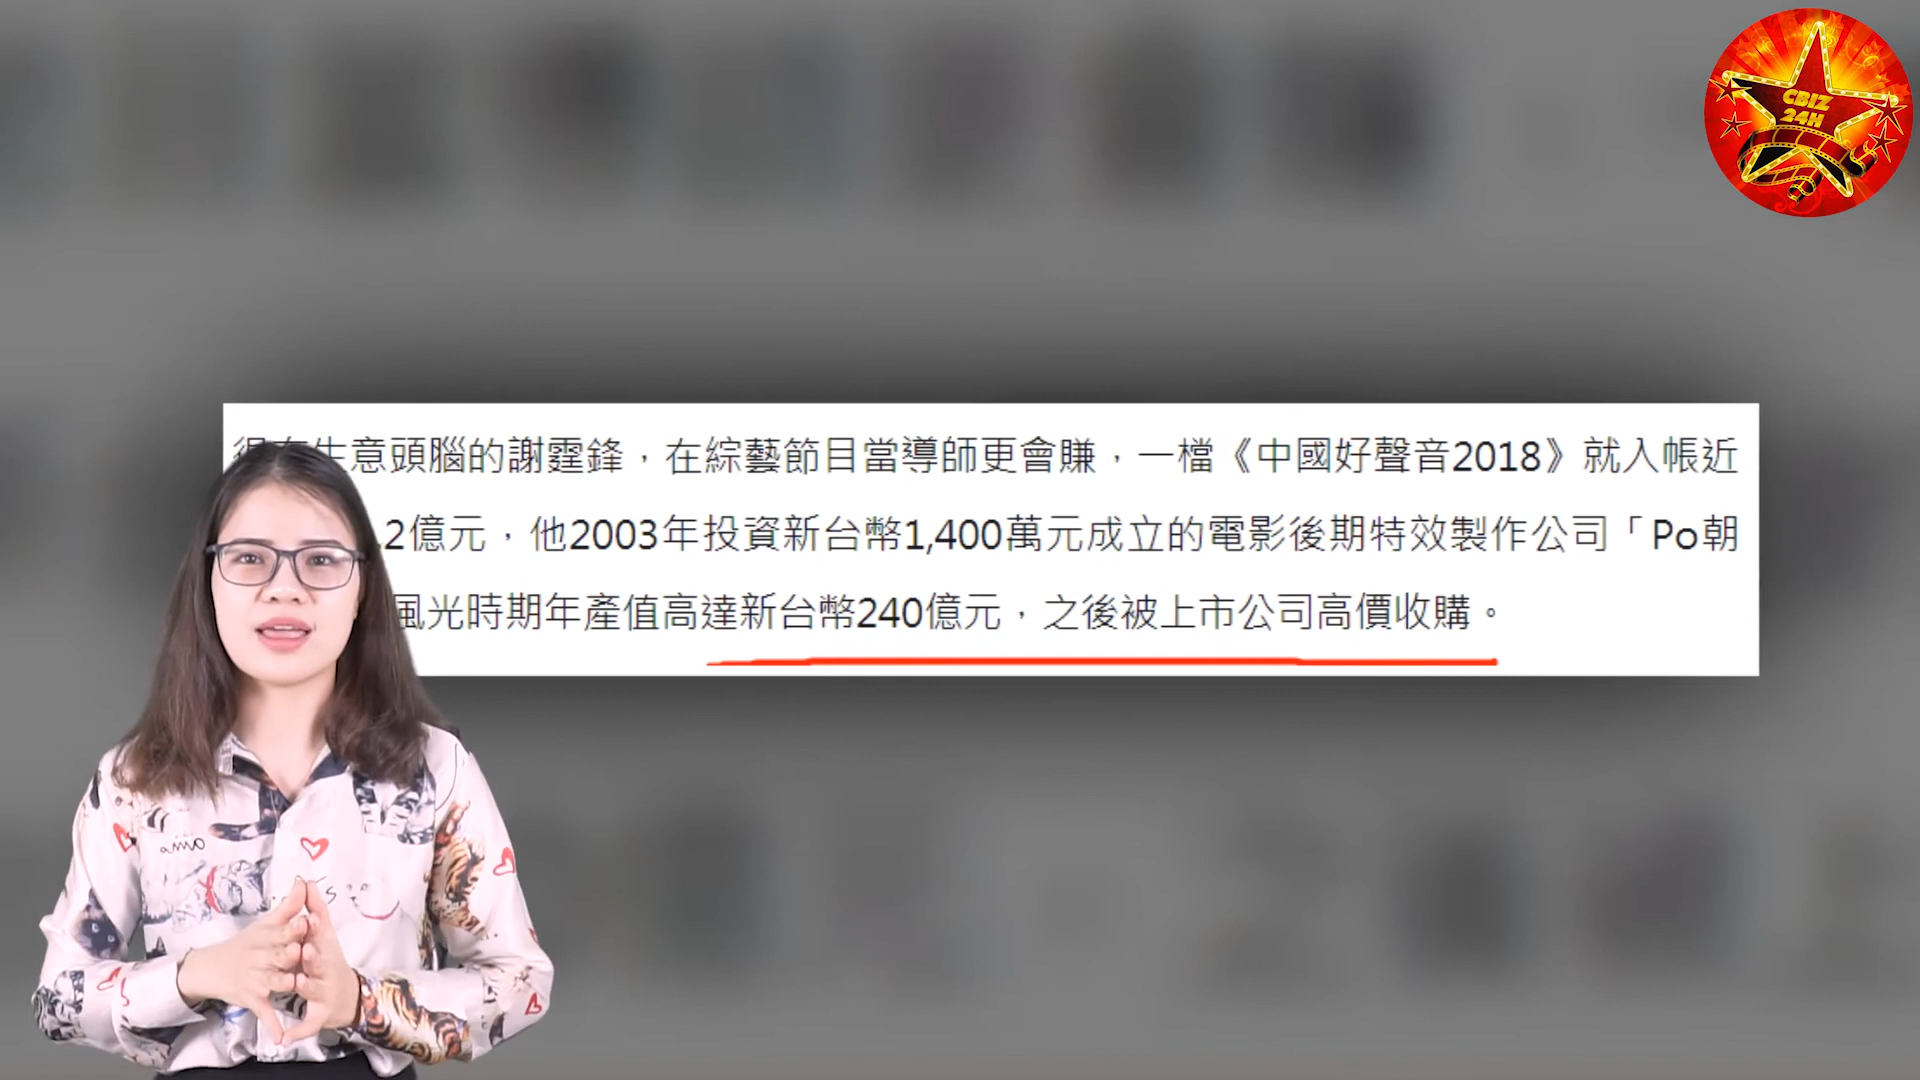 CBIZ
24H
生意頭腦的謝霆鋒，在綜藝節目當導師更會賺，一檔《中國好聲音2018》就入帳近
.2億元，他2003年投資新台幣1,400萬元成立的電影後期特效製作公司「Po朝
風光時期年產值高達新台幣240億元，之後被上市公司高價收購。
amo